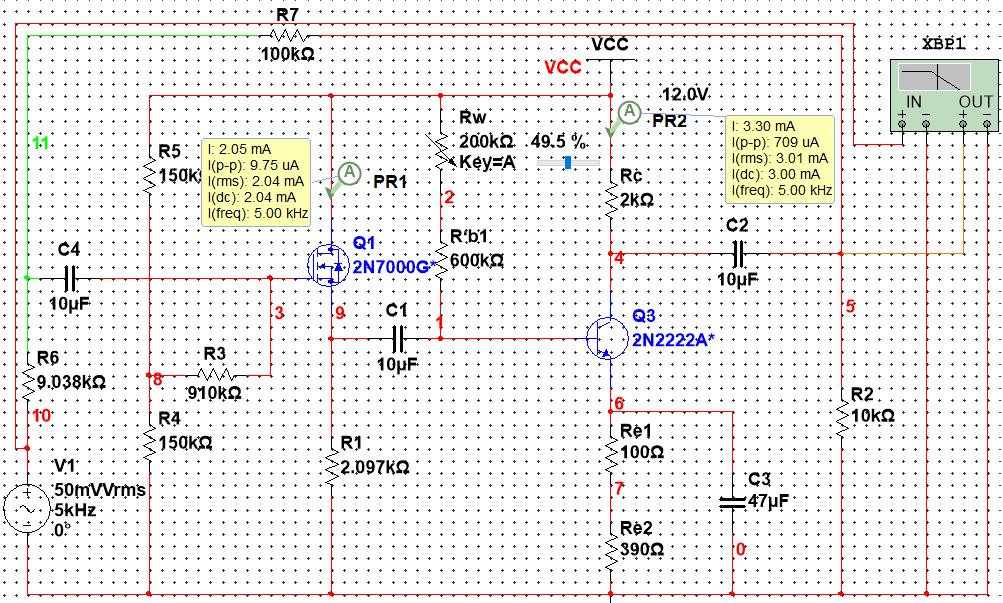 R7
100kΩ
XBP1
IN OUT
VCC
VCC
12.0V
PR2
I: 3.30 mA
I(p-p): 709 uA
I(rms): 3.01 mA
I(dc): 3.00 mA
I(freq): 5.00 kHz
11
R5
150k
I: 2.05 mA
I(p-p): 9.75 uA
I(rms): 2.04 mA
I(dc): 2.04 mA
I(freq): 5.00 kHz
A
PR1
Rw
200kΩ
Key=A
49.5 %
A
2
Rc
2kΩ
C4
10µF
Q1
2N7000G*
R'b1
600kΩ
C2
10µF
4
3
9
C1
10µF
1
Q3
2N2222A*
5
R6
9.038kΩ
10
8
R3
910kΩ
R4
150kΩ
R1
2.097kΩ
6
Re1
100Ω
7
Re2
390Ω
C3
47µF
0
R2
10kΩ
V1
50mVVrms
5kHz
0°